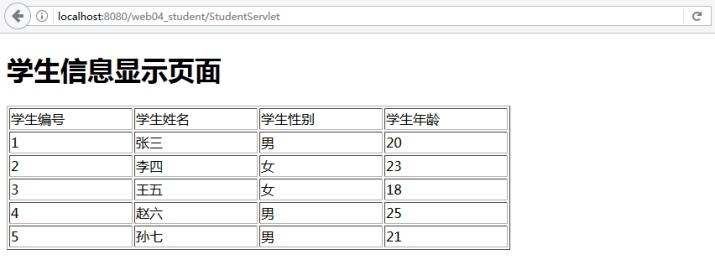 localhost:8080/web04_student/StudentServlet
学生信息显示页面
学生编号 学生姓名 学生性别 学生年龄
1 张三 男 20
2 李四 女 23
3 王五 女 18
4 赵六 男 25
5 孙七 男 21